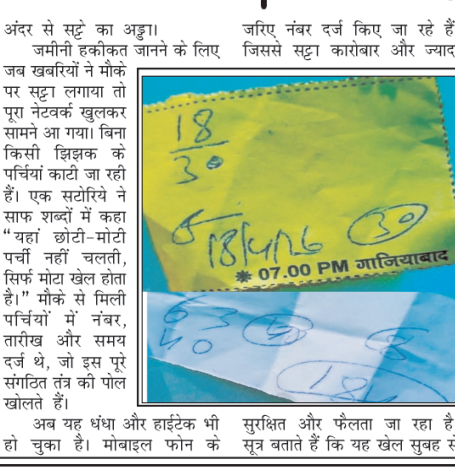 अंदर से सट्टे का अड्डा।
जमीनी हकीकत जानने के लिए
जब खबरियों ने मौके
पर सट्टा लगाया तो
पूरा नेटवर्क खुलकर
सामने आ गया। बिना
किसी झिझक के
पर्चियां काटी जा रही
हैं। एक सटोरिये ने
साफ शब्दों में कहा
“यहां छोटी-मोटी
पर्ची नहीं चलती,
सिर्फ मोटा खेल होता
है।” मौके से मिली
पर्चियों में नंबर,
तारीख और समय
दर्ज थे, जो इस पूरे
संगठित तंत्र की पोल
खोलते हैं।
अब यह धंधा और हाईटेक भी
हो चुका है। मोबाइल फोन के
जरिए नंबर दर्ज किए जा रहे हैं
जिससे सट्टा कारोबार और ज्याद
18
30
18/4/26
30
07.00 PM गाजियाबाद
सुरक्षित और फैलता जा रहा है
सूत्र बताते हैं कि यह खेल सुबह से